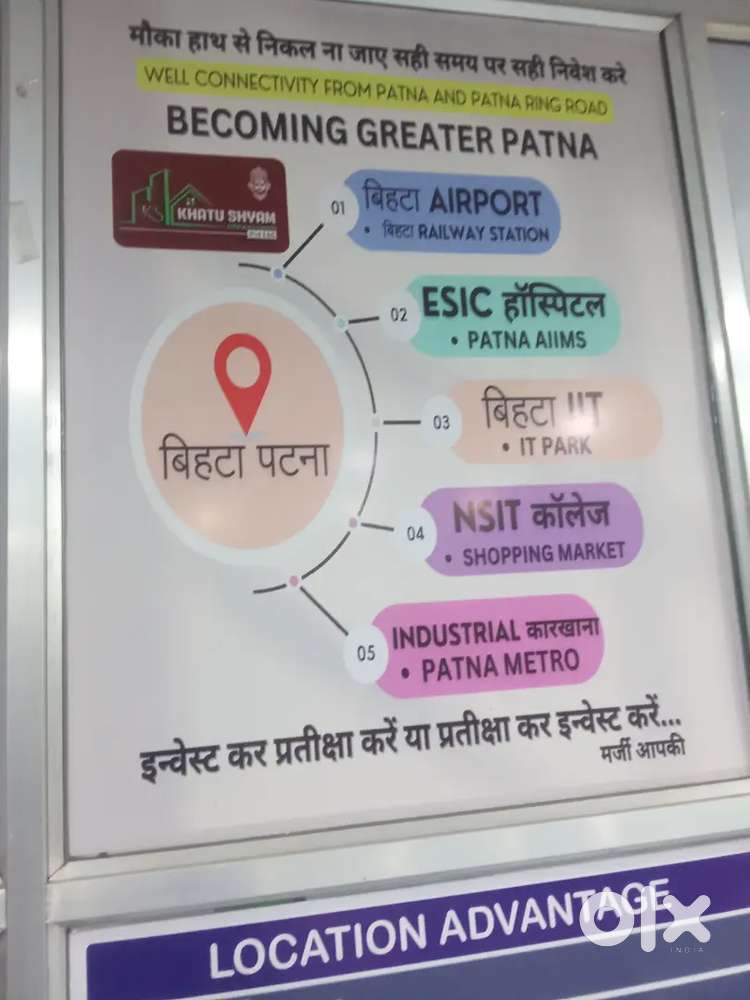 मौका हाथ से निकल ना जाए सही समय पर सही निवेश करे
WELL CONNECTIVITY FROM PATNA AND PATNA RING ROAD
BECOMING GREATER PATNA
KS
KHATU SHYAM
01
बिहटा AIRPORT
• बिहटा RAILWAY STATION
02
ESIC हॉस्पिटल
• PATNA AIIMS
03
बिहटा IIT
• IT PARK
बिहटा पटना
04
NSIT कॉलेज
• SHOPPING MARKET
05
INDUSTRIAL कारखाना
• PATNA METRO
इन्वेस्ट कर प्रतीक्षा करें या प्रतीक्षा कर इन्वेस्ट करें...
मर्जी आपकी
LOCATION ADVANTAGE
olx
INDIA